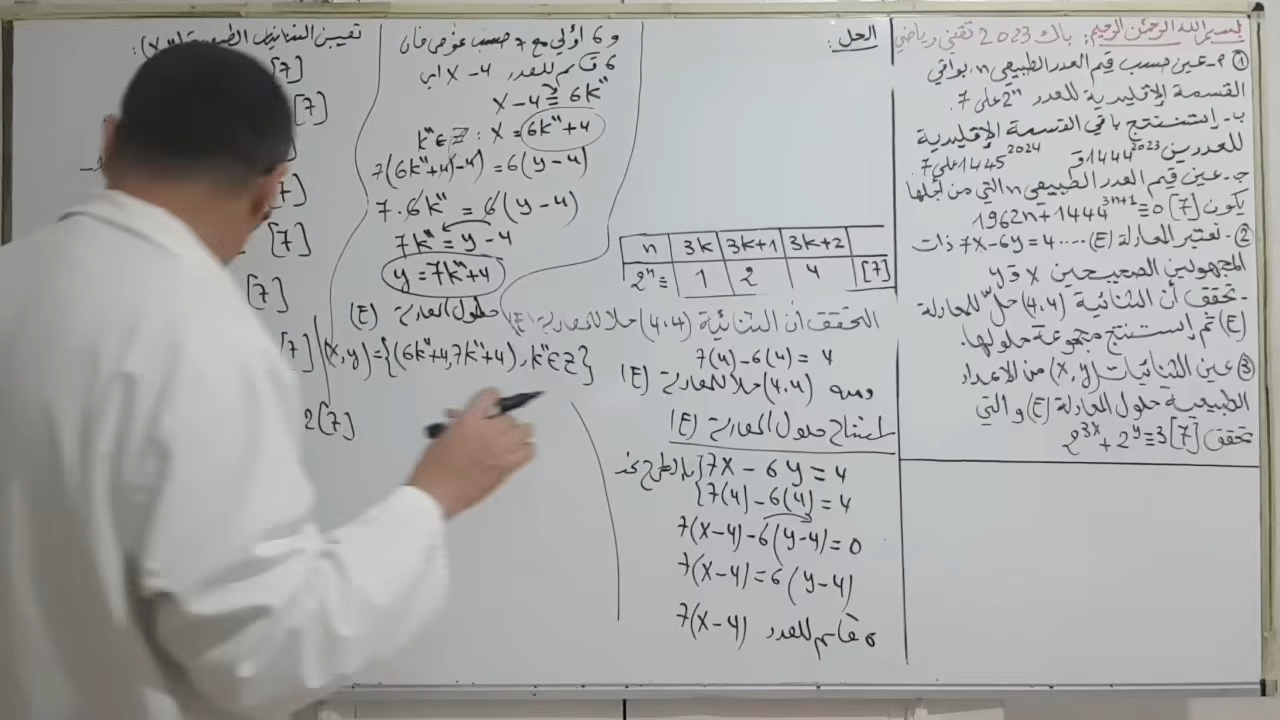 بسم الله الرحمن الرحيم: باك 2023 تقني رياضي
① أ- عين حسب قيم العدد الطبيعي n، بواقي
القسمة الإقليدية للعدد 2ⁿ على 7.
ب- إستنتج باقي القسمة الإقليدية
للعددين 1444²⁰²³ و 1445²⁰²⁴ على 7
ج- عين قيم العدد الطبيعي n التي من أجلها
يكون 1962n+1444³ⁿ⁺¹≡0[7]
②- نعتبر المعادلة (E) .... 7x-6y=4 ذات
المجهولين الصحيحين x و y
- تحقق أن الثنائية (4,4) حل للمعادلة
(E) ثم إستنتج مجموعة حلولها.
③ عين الثنائيات (x,y) من الأعداد
الطبيعية حلول المعادلة (E) و التي
تحقق 2³ˣ+2ʸ≡3[7]
الحل:
n | 3k | 3k+1 | 3k+2
2ⁿ≡ | 1 | 2 | 4 | [7]
التحقق أن الثنائية (4,4) حلا للمعادلة (E)
7(4)-6(4)=4
ومنه (4,4) حلا للمعادلة (E)
إستنتاج حلول المعادلة (E)
{7x-6y=4 بالطرح نجد
{7(4)-6(4)=4
7(x-4)-6(y-4)=0
7(x-4)=6(y-4)
6 قاسم للعدد 7(x-4)
و 6 أولي مع 7 حسب غوص فان
6 قاسم للعدد x-4 اي
x-4=6k"
k"∈Z : x=6k"+4
7(6k"+4-4)=6(y-4)
7·6k"=6(y-4)
7k"=y-4
y=7k"+4
حلول المعادلة (E)
(x,y)={(6k"+4,7k"+4), k"∈Z}
تعيين الثنائيات الطبيعية (x,y):
[7]
[7]
[7]
[7]
[7]
[7]
2[7]